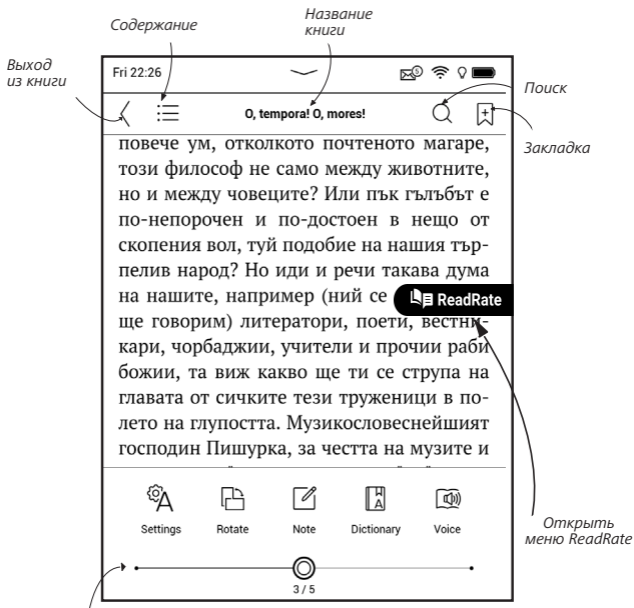 Название
книги
Содержание
Выход
из книги
Fri 22:26
5
O, tempora! O, mores!
Поиск
Закладка
повече ум, отколкото почтеното магаре,
този философ не само между животните,
но и между човеците? Или пък гълъбът е
по-непорочен и по-достоен в нещо от
скопения вол, туй подобие на нашия тър-
пелив народ? Но иди и речи такава дума
на нашите, например (ний се
ReadRate
ще говорим) литератори, поети, вестни-
кари, чорбаджии, учители и прочии раби
божии, та виж какво ще ти се струпа на
главата от сичките тези труженици в по-
лето на глупостта. Музикословеснейшият
господин Пишурка, за честта на музите и
Settings
Rotate
Note
Dictionary
Voice
Открыть
меню ReadRate
3 / 5